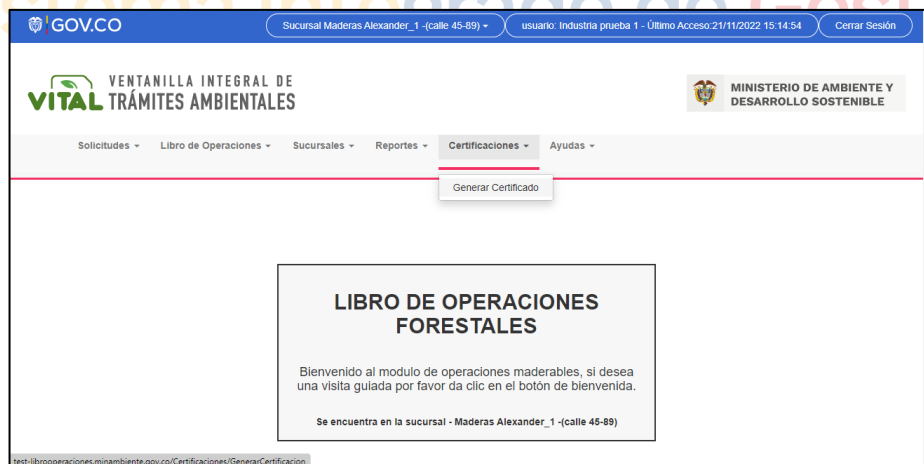 GOV.CO
Sucursal Maderas Alexander_1 -(calle 45-89)
usuario: Industria prueba 1 - Último Acceso:21/11/2022 15:14:54
Cerrar Sesión
VENTANILLA INTEGRAL DE
VITAL TRÁMITES AMBIENTALES
MINISTERIO DE AMBIENTE Y
DESARROLLO SOSTENIBLE
Solicitudes Libro de Operaciones Sucursales Reportes Certificaciones Ayudas
Generar Certificado
LIBRO DE OPERACIONES
FORESTALES
Bienvenido al modulo de operaciones maderables, si desea
una visita guiada por favor da clic en el botón de bienvenida.
Se encuentra en la sucursal - Maderas Alexander_1 -(calle 45-89)
test-librooperaciones.minambiente.gov.co/Certificaciones/GenerarCertificacion